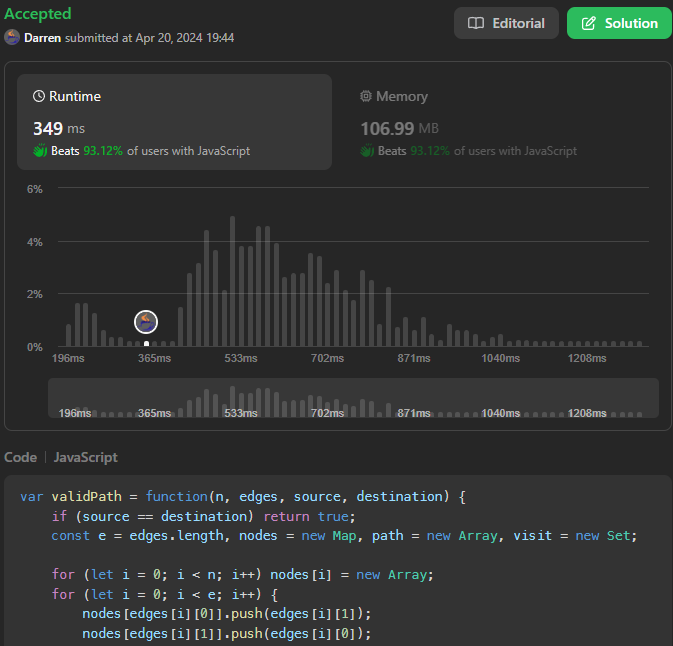 Accepted
Darren submitted at Apr 20, 2024 19:44
Editorial
Solution
Runtime
349 ms
Beats 93.12% of users with JavaScript
Memory
106.99 MB
Beats 93.12% of users with JavaScript
6%
4%
2%
0%
196ms 365ms 533ms 702ms 871ms 1040ms 1208ms
196ms 365ms 533ms 702ms 871ms 1040ms 1208ms
Code | JavaScript
var validPath = function(n, edges, source, destination) {
    if (source == destination) return true;
    const e = edges.length, nodes = new Map, path = new Array, visit = new Set;
    for (let i = 0; i < n; i++) nodes[i] = new Array;
    for (let i = 0; i < e; i++) {
        nodes[edges[i][0]].push(edges[i][1]);
        nodes[edges[i][1]].push(edges[i][0]);